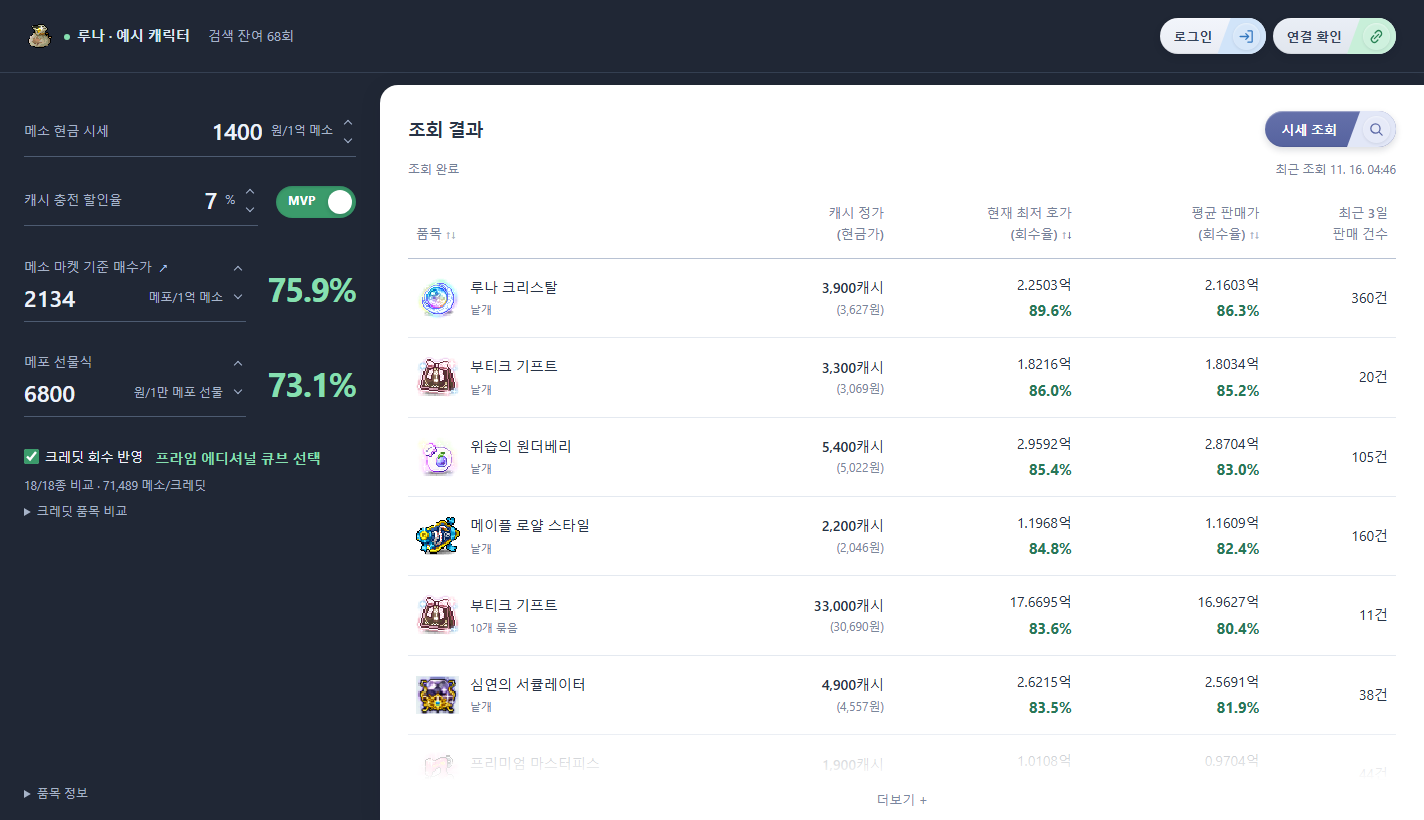 루나 · 예시 캐릭터 검색 잔여 68회
로그인
연결 확인
메소 현금 시세 1400 원/1억 메소
캐시 충전 할인율 7 % MVP
메소 마켓 기준 매수가 ↗
2134 메포/1억 메소
75.9%
메포 선물식
6800 원/1만 메포 선물
73.1%
크레딧 회수 반영 프라임 에디셔널 큐브 선택
18/18종 비교 · 71,489 메소/크레딧
▶ 크레딧 품목 비교
▶ 품목 정보
조회 결과
시세 조회
조회 완료
최근 조회 11. 16. 04:46
품목 ↑↓
캐시 정가
(현금가)
현재 최저 호가
(회수율) ↑↓
평균 판매가
(회수율) ↑↓
최근 3일
판매 건수
루나 크리스탈
낱개
3,900캐시
(3,627원)
2.2503억
89.6%
2.1603억
86.3%
360건
부티크 기프트
낱개
3,300캐시
(3,069원)
1.8216억
86.0%
1.8034억
85.2%
20건
위습의 원더베리
낱개
5,400캐시
(5,022원)
2.9592억
85.4%
2.8704억
83.0%
105건
메이플 로얄 스타일
낱개
2,200캐시
(2,046원)
1.1968억
84.8%
1.1609억
82.4%
160건
부티크 기프트
10개 묶음
33,000캐시
(30,690원)
17.6695억
83.6%
16.9627억
80.4%
11건
심연의 서큘레이터
낱개
4,900캐시
(4,557원)
2.6215억
83.5%
2.5691억
81.9%
38건
프리미엄 마스터피스
1,900캐시
1.0108억
0.9704억
44건
더보기 +